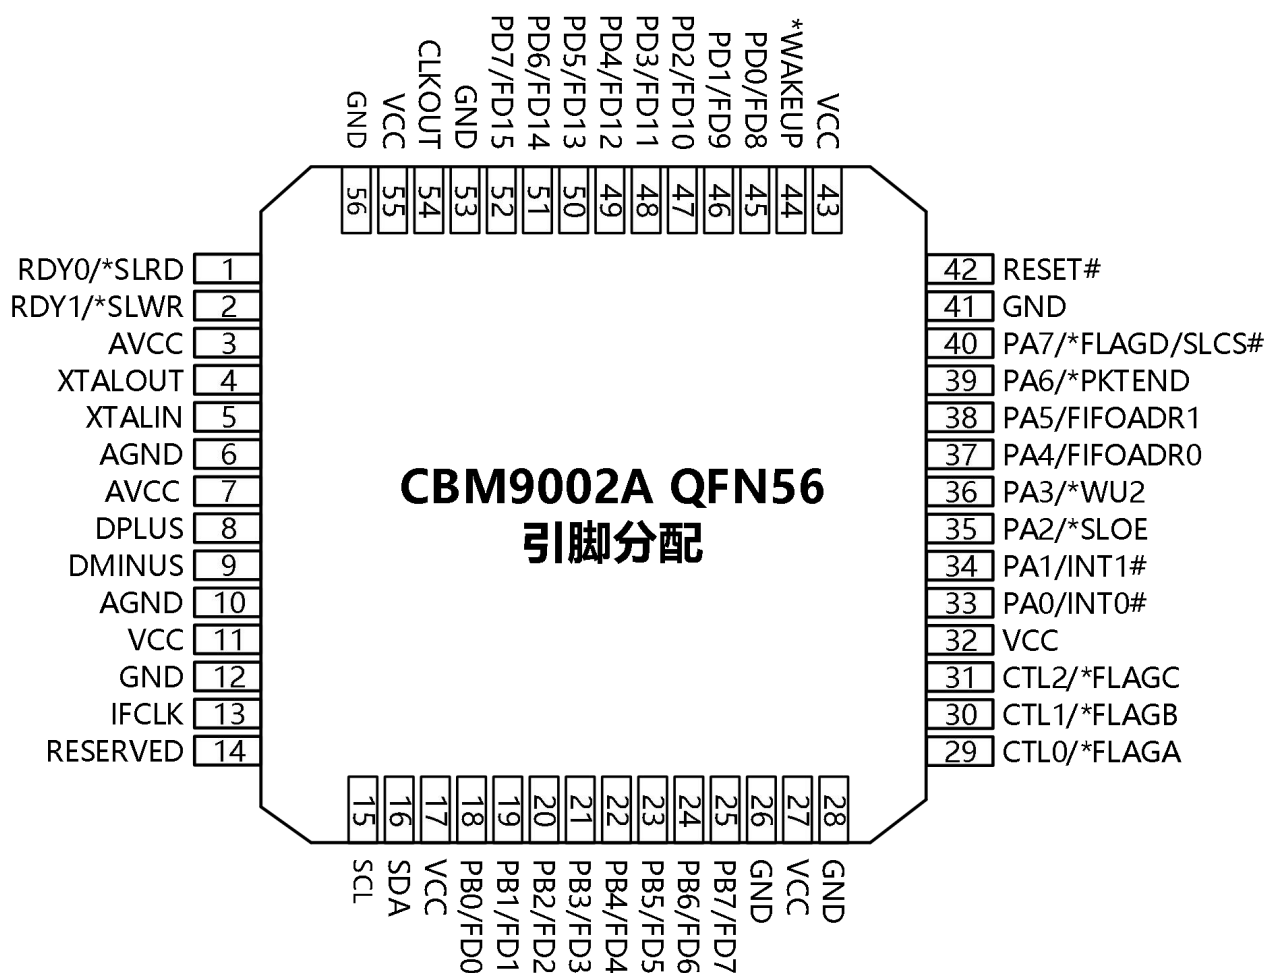 GND
VCC
CLKOUT
GND
PD7/FD15
PD6/FD14
PD5/FD13
PD4/FD12
PD3/FD11
PD2/FD10
PD1/FD9
PD0/FD8
*WAKEUP
VCC
56
55
54
53
52
51
50
49
48
47
46
45
44
43
RDY0/*SLRD 1
RDY1/*SLWR 2
AVCC 3
XTALOUT 4
XTALIN 5
AGND 6
AVCC 7
DPLUS 8
DMINUS 9
AGND 10
VCC 11
GND 12
IFCLK 13
RESERVED 14
CBM9002A QFN56
引脚分配
42 RESET#
41 GND
40 PA7/*FLAGD/SLCS#
39 PA6/*PKTEND
38 PA5/FIFOADR1
37 PA4/FIFOADR0
36 PA3/*WU2
35 PA2/*SLOE
34 PA1/INT1#
33 PA0/INT0#
32 VCC
31 CTL2/*FLAGC
30 CTL1/*FLAGB
29 CTL0/*FLAGA
15
16
17
18
19
20
21
22
23
24
25
26
27
28
SCL
SDA
VCC
PB0/FD0
PB1/FD1
PB2/FD2
PB3/FD3
PB4/FD4
PB5/FD5
PB6/FD6
PB7/FD7
GND
VCC
GND